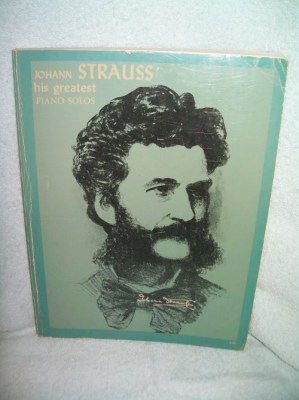 JOHANN STRAUSS'
his greatest
PIANO-SOLOS